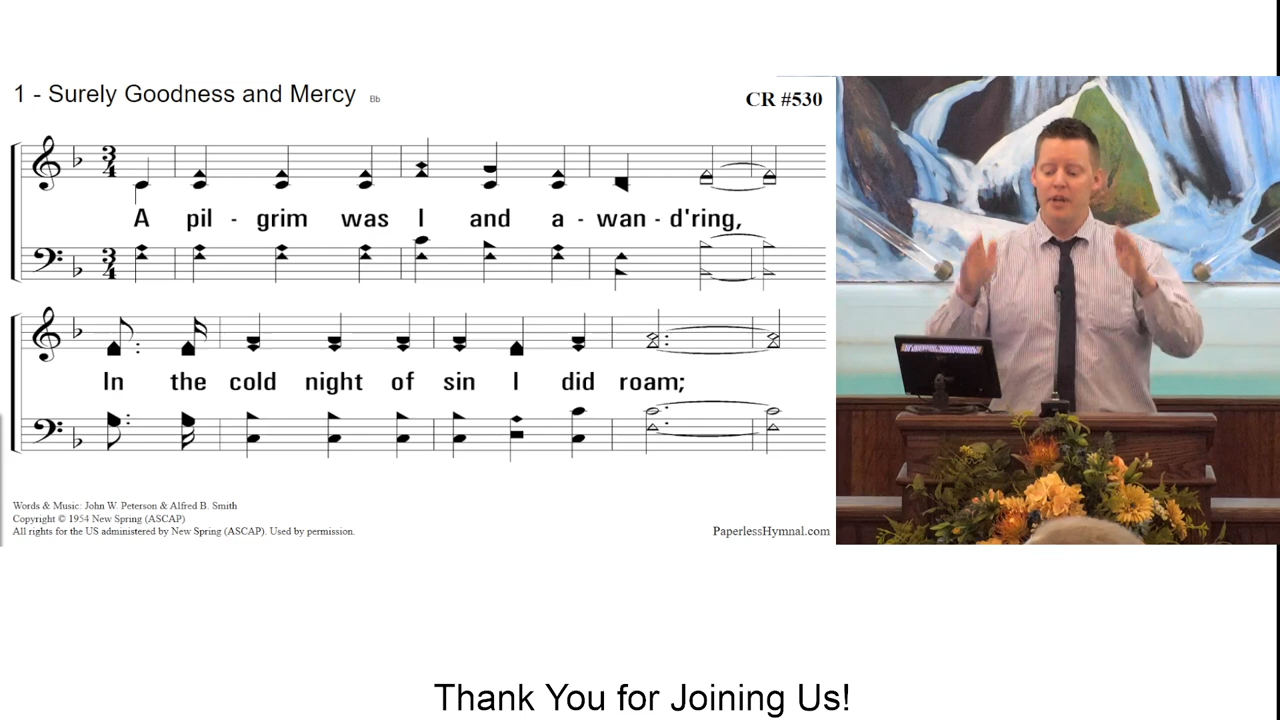 1 - Surely Goodness and Mercy Bb
CR #530
A pil - grim was I and a - wan - d'ring,
In the cold night of sin I did roam;
Words & Music: John W. Peterson & Alfred B. Smith
Copyright © 1954 New Spring (ASCAP)
All rights for the US administered by New Spring (ASCAP). Used by permission.
PaperlessHymnal.com
Thank You for Joining Us!